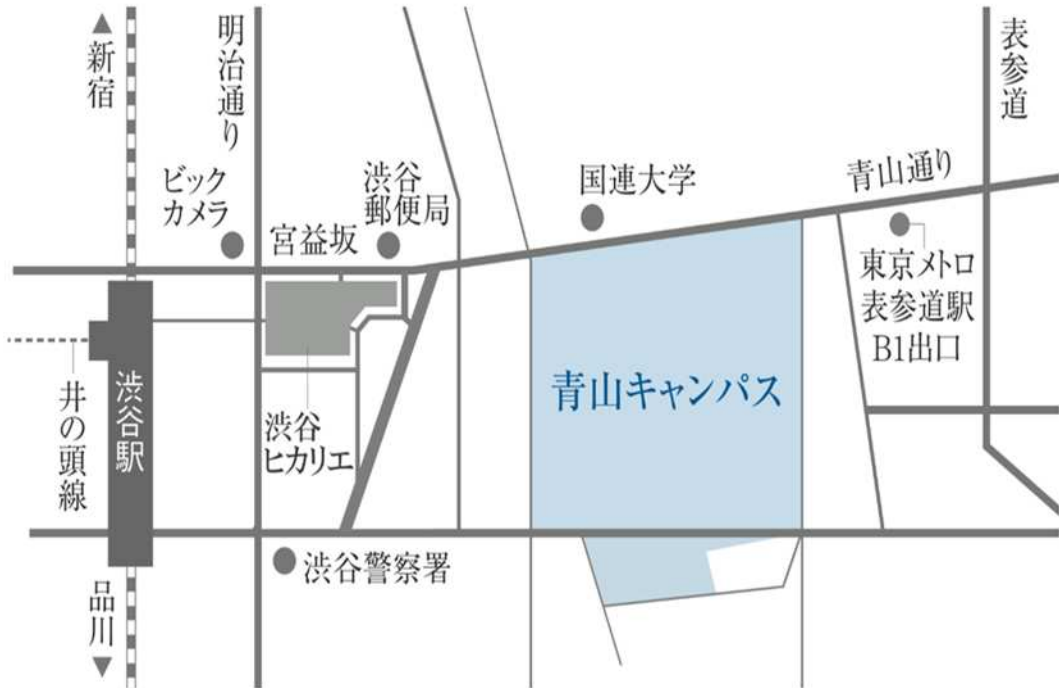 ▲新宿
明治通り
表参道
ビック
カメラ
渋谷
郵便局
宮益坂
国連大学
青山通り
東京メトロ
表参道駅
B1出口
青山キャンパス
井の頭線
渋谷駅
渋谷
ヒカリエ
渋谷警察署
品川▼